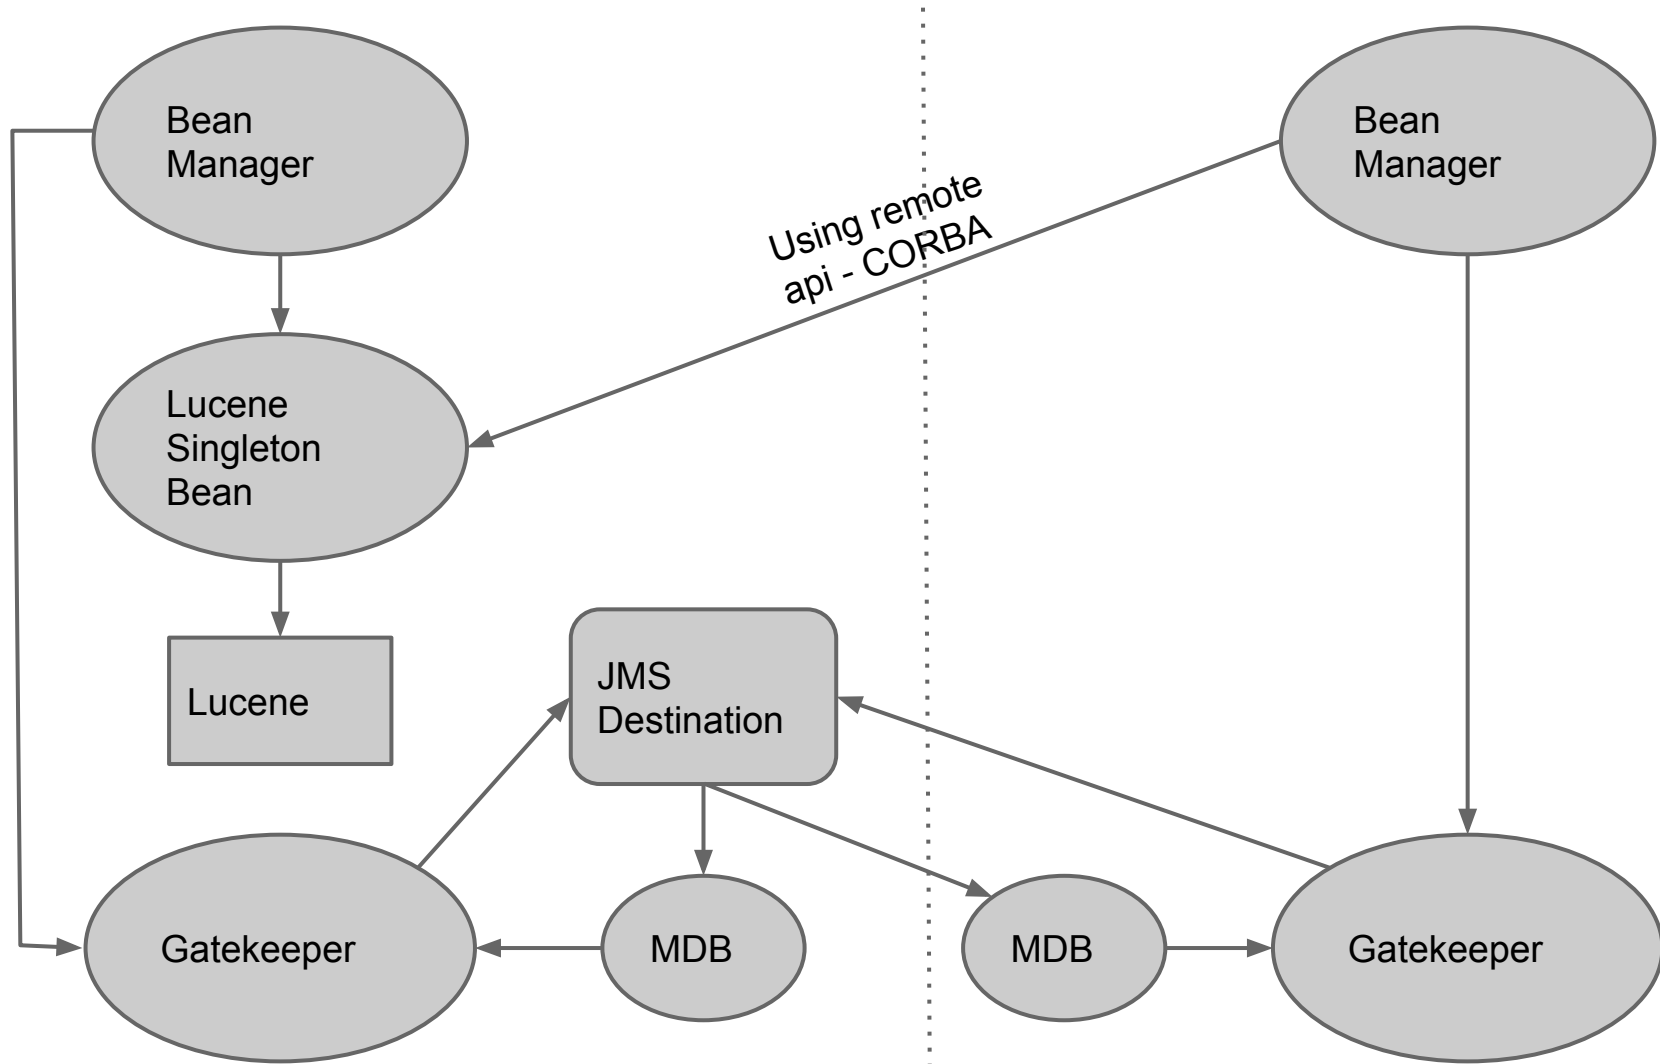 Bean
Manager
Bean
Manager
Using remote
api - CORBA
Lucene
Singleton
Bean
Lucene
JMS
Destination
Gatekeeper
MDB
MDB
Gatekeeper